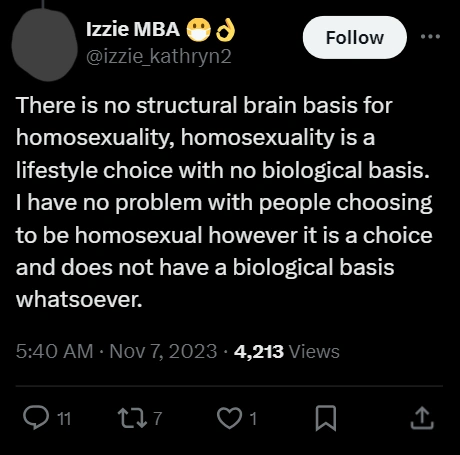 Izzie MBA 😷👌
@izzie_kathryn2
Follow
There is no structural brain basis for
homosexuality, homosexuality is a
lifestyle choice with no biological basis.
I have no problem with people choosing
to be homosexual however it is a choice
and does not have a biological basis
whatsoever.
5:40 AM · Nov 7, 2023 · 4,213 Views
11 7 1